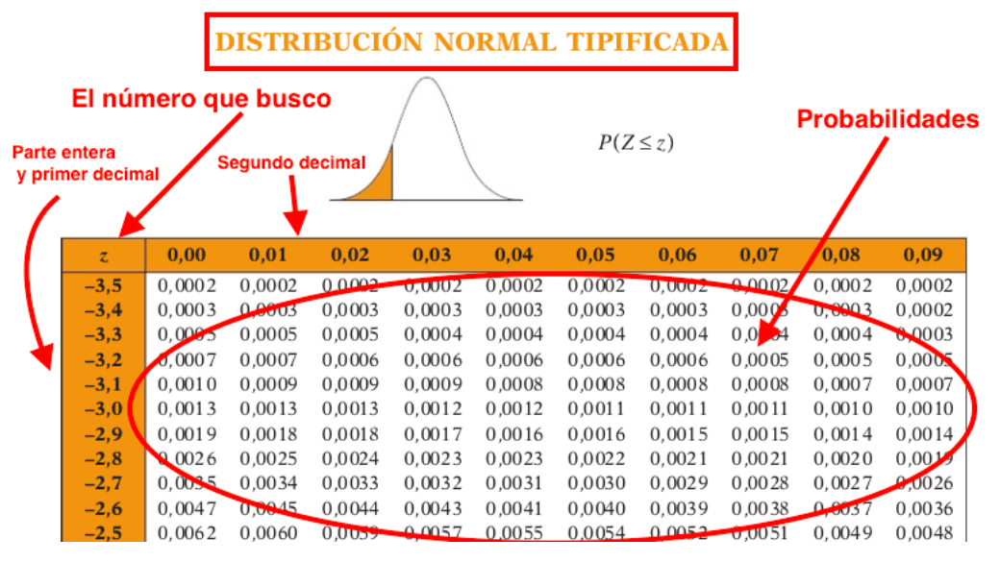 DISTRIBUCIÓN NORMAL TIPIFICADA
El número que busco
Probabilidades
Parte entera
y primer decimal
Segundo decimal
P(Z ≤ z)
z 0,00 0,01 0,02 0,03 0,04 0,05 0,06 0,07 0,08 0,09
–3,5 0,0002 0,0002 0,0002 0,0002 0,0002 0,0002 0,0002 0,0002 0,0002 0,0002
–3,4 0,0003 0,0003 0,0003 0,0003 0,0003 0,0003 0,0003 0,0003 0,0003 0,0002
–3,3 0,0005 0,0005 0,0005 0,0004 0,0004 0,0004 0,0004 0,0004 0,0004 0,0003
–3,2 0,0007 0,0007 0,0006 0,0006 0,0006 0,0006 0,0006 0,0005 0,0005 0,0005
–3,1 0,0010 0,0009 0,0009 0,0009 0,0008 0,0008 0,0008 0,0008 0,0007 0,0007
–3,0 0,0013 0,0013 0,0013 0,0012 0,0012 0,0011 0,0011 0,0011 0,0010 0,0010
–2,9 0,0019 0,0018 0,0018 0,0017 0,0016 0,0016 0,0015 0,0015 0,0014 0,0014
–2,8 0,0026 0,0025 0,0024 0,0023 0,0023 0,0022 0,0021 0,0021 0,0020 0,0019
–2,7 0,0035 0,0034 0,0033 0,0032 0,0031 0,0030 0,0029 0,0028 0,0027 0,0026
–2,6 0,0047 0,0045 0,0044 0,0043 0,0041 0,0040 0,0039 0,0038 0,0037 0,0036
–2,5 0,0062 0,0060 0,0059 0,0057 0,0055 0,0054 0,0052 0,0051 0,0049 0,0048